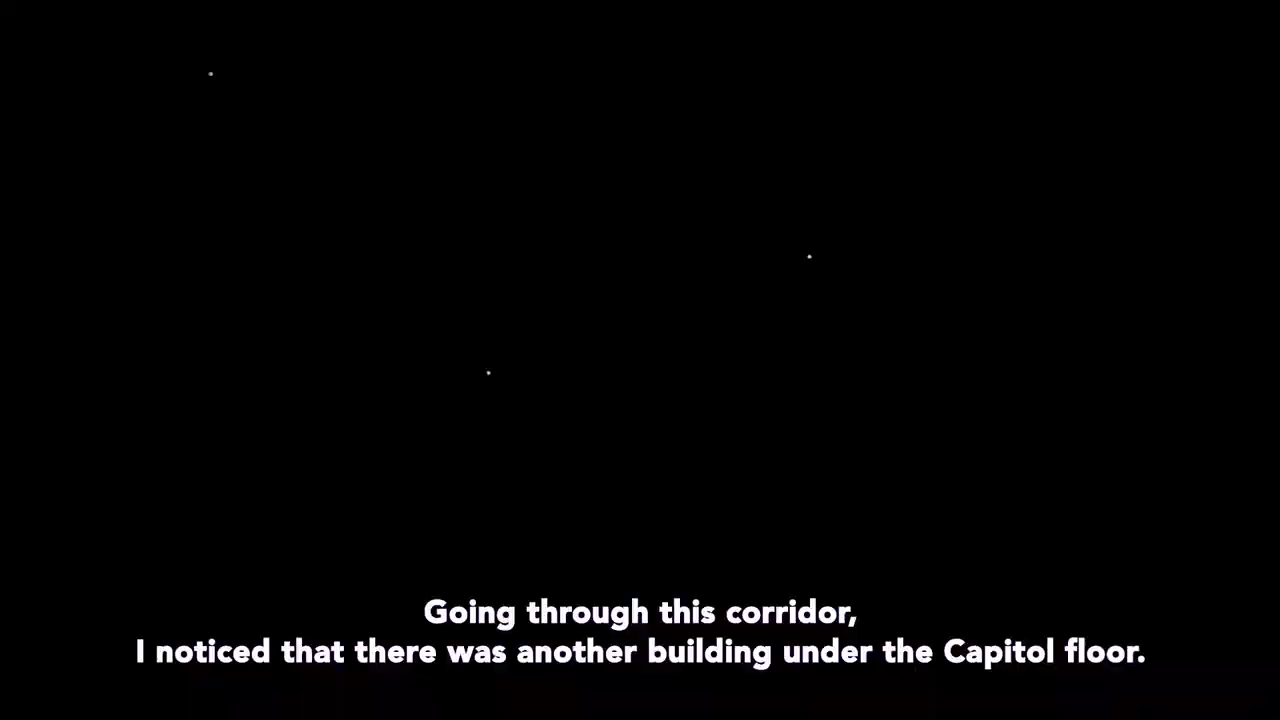 Going through this corridor,
I noticed that there was another building under the Capitol floor.